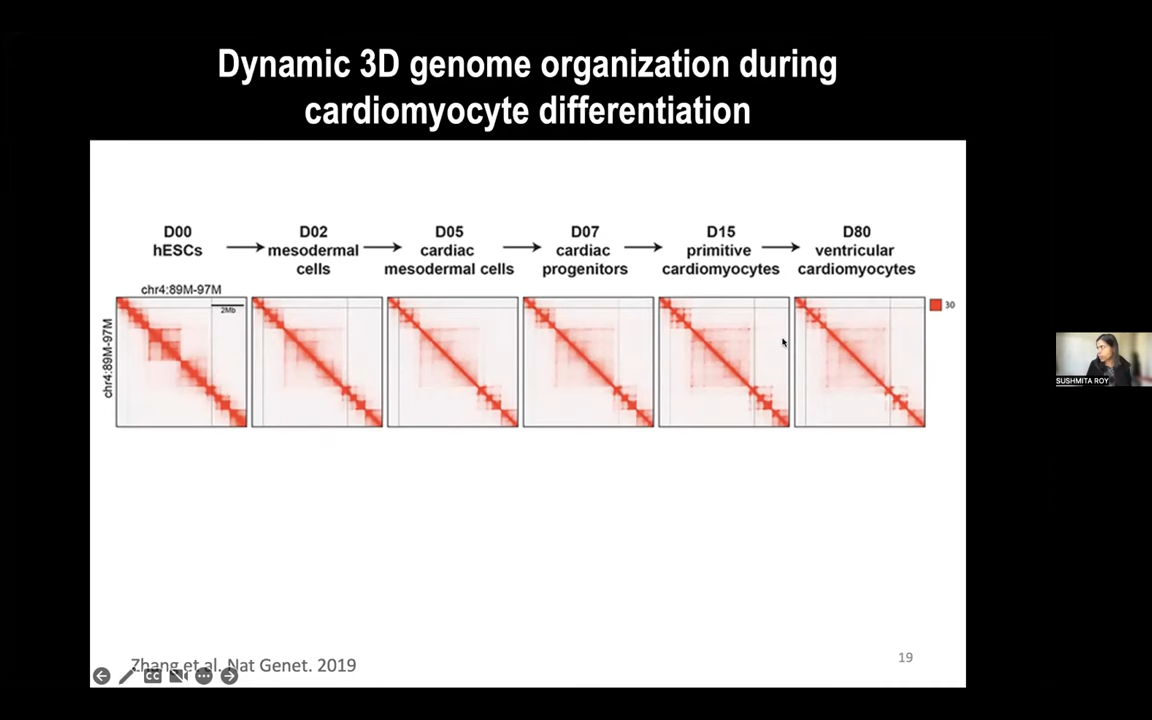 Dynamic 3D genome organization during
cardiomyocyte differentiation
D00
hESCs
D02
mesodermal
cells
D05
cardiac
mesodermal cells
D07
cardiac
progenitors
D15
primitive
cardiomyocytes
D80
ventricular
cardiomyocytes
chr4:89M-97M
2Mb
chr4:89M-97M
30
SUSHMITA ROY
Zhang et al. Nat Genet. 2019
19
CC